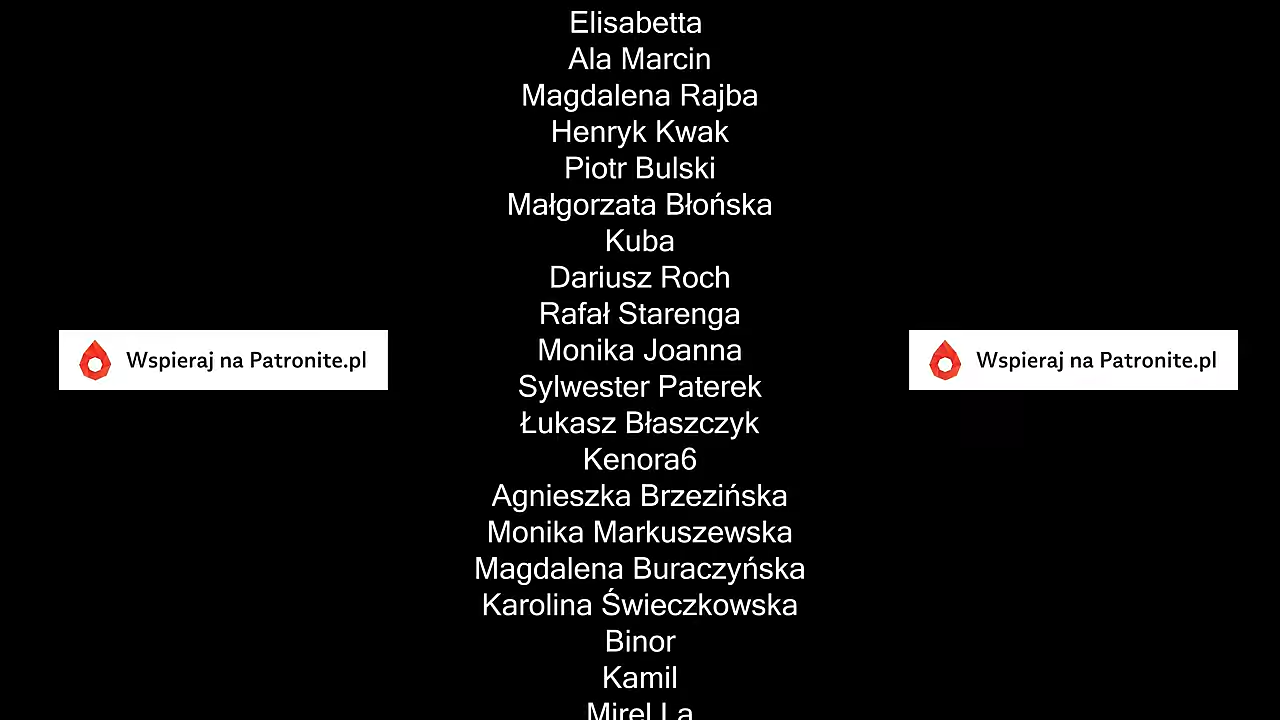 Elisabetta
Ala Marcin
Magdalena Rajba
Henryk Kwak
Piotr Bulski
Małgorzata Błońska
Kuba
Dariusz Roch
Rafał Starenga
Monika Joanna
Sylwester Paterek
Łukasz Błaszczyk
Kenora6
Agnieszka Brzezińska
Monika Markuszewska
Magdalena Buraczyńska
Karolina Świeczkowska
Binor
Kamil
Mirel La
Wspieraj na Patronite.pl
Wspieraj na Patronite.pl